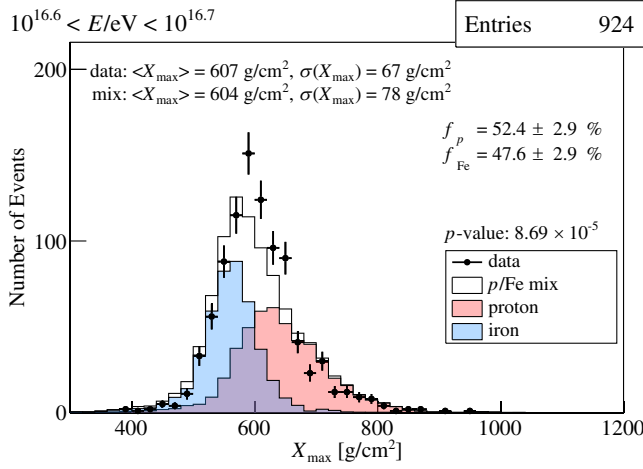 10^16.6 < E/eV < 10^16.7
Entries 924
data: <X_max> = 607 g/cm², σ(X_max) = 67 g/cm²
mix: <X_max> = 604 g/cm², σ(X_max) = 78 g/cm²
f_p = 52.4 ± 2.9 %
f_Fe = 47.6 ± 2.9 %
p-value: 8.69 × 10^-5
data
p/Fe mix
proton
iron
Number of Events
200
100
0
400 600 800 1000 1200
X_max [g/cm²]